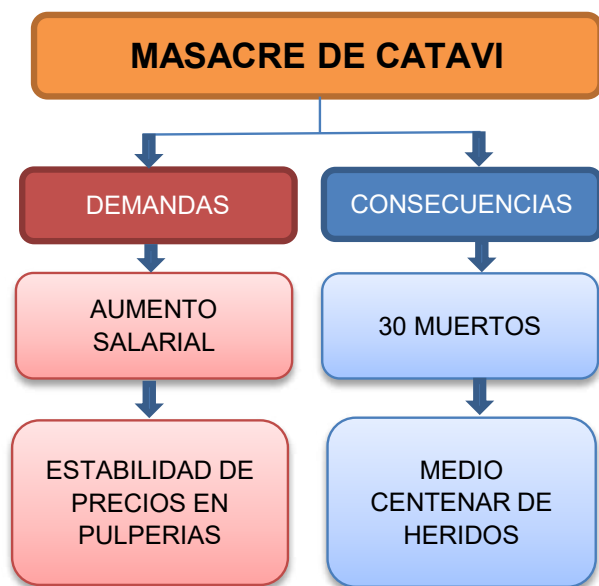 MASACRE DE CATAVI
DEMANDAS
CONSECUENCIAS
AUMENTO
SALARIAL
30 MUERTOS
ESTABILIDAD DE
PRECIOS EN
PULPERIAS
MEDIO
CENTENAR DE
HERIDOS